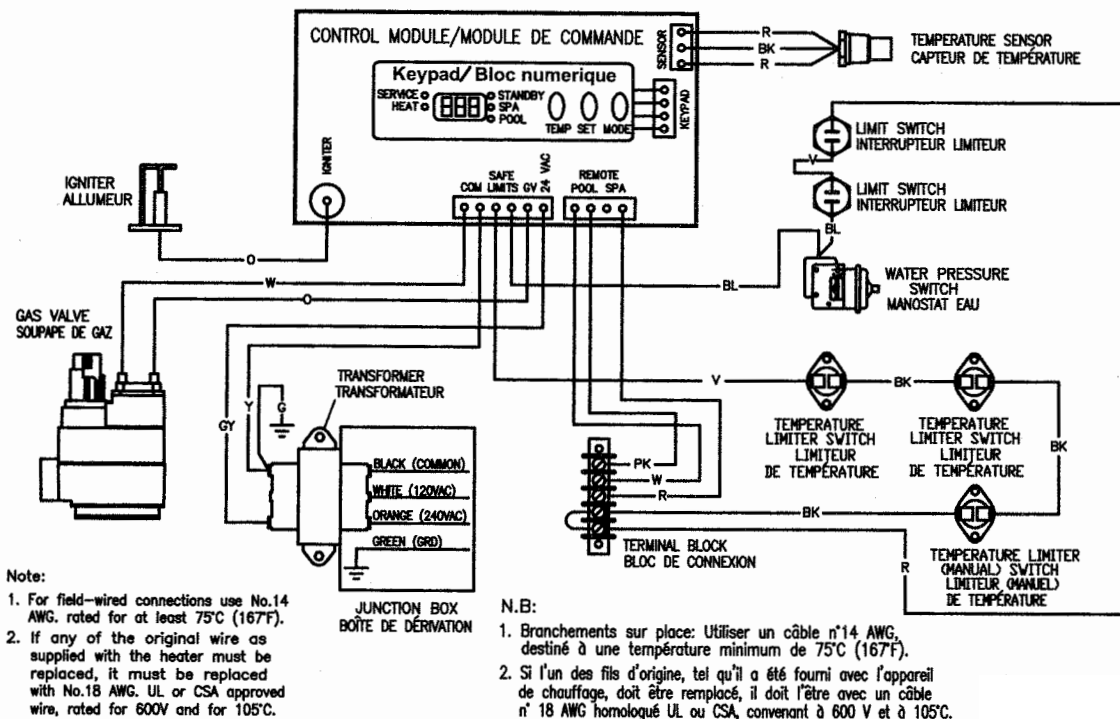 CONTROL MODULE/MODULE DE COMMANDE
SENSOR
R
BK
R
TEMPERATURE SENSOR
CAPTEUR DE TEMPÉRATURE
Keypad/ Bloc numerique
SERVICE
HEAT
888
STANDBY
SPA
POOL
TEMP SET MODE
KEYPAD
IGNITER
SAFE
COM LIMITS GV 24 VAC
REMOTE
POOL SPA
LIMIT SWITCH
INTERRUPTEUR LIMITEUR
V
LIMIT SWITCH
INTERRUPTEUR LIMITEUR
BL
IGNITER
ALLUMEUR
O
W
O
BL
WATER PRESSURE
SWITCH
MANOSTAT EAU
GAS VALVE
SOUPAPE DE GAZ
TRANSFORMER
TRANSFORMATEUR
GY
Y
G
V
BK
TEMPERATURE
LIMITER SWITCH
LIMITEUR
DE TEMPÉRATURE
TEMPERATURE
LIMITER SWITCH
LIMITEUR
DE TEMPÉRATURE
BK
BLACK (COMMON)
WHITE (120VAC)
ORANGE (240VAC)
GREEN (GRD)
PK
W
R
BK
TERMINAL BLOCK
BLOC DE CONNEXION
R
TEMPERATURE LIMITER
(MANUAL) SWITCH
LIMITEUR (MANUEL)
DE TEMPÉRATURE
JUNCTION BOX
BOÎTE DE DÉRIVATION
Note:
1. For field-wired connections use No.14
AWG. rated for at least 75°C (167°F).
2. If any of the original wire as
supplied with the heater must be
replaced, it must be replaced
with No.18 AWG. UL or CSA approved
wire, rated for 600V and for 105°C.
N.B:
1. Branchements sur place: Utiliser un câble n°14 AWG,
destiné à une température minimum de 75°C (167°F).
2. Si l'un des fils d'origine, tel qu'il a été fourni avec l'appareil
de chauffage, doit être remplacé, il doit l'être avec un câble
n° 18 AWG homologué UL ou CSA, convenant à 600 V et à 105°C.